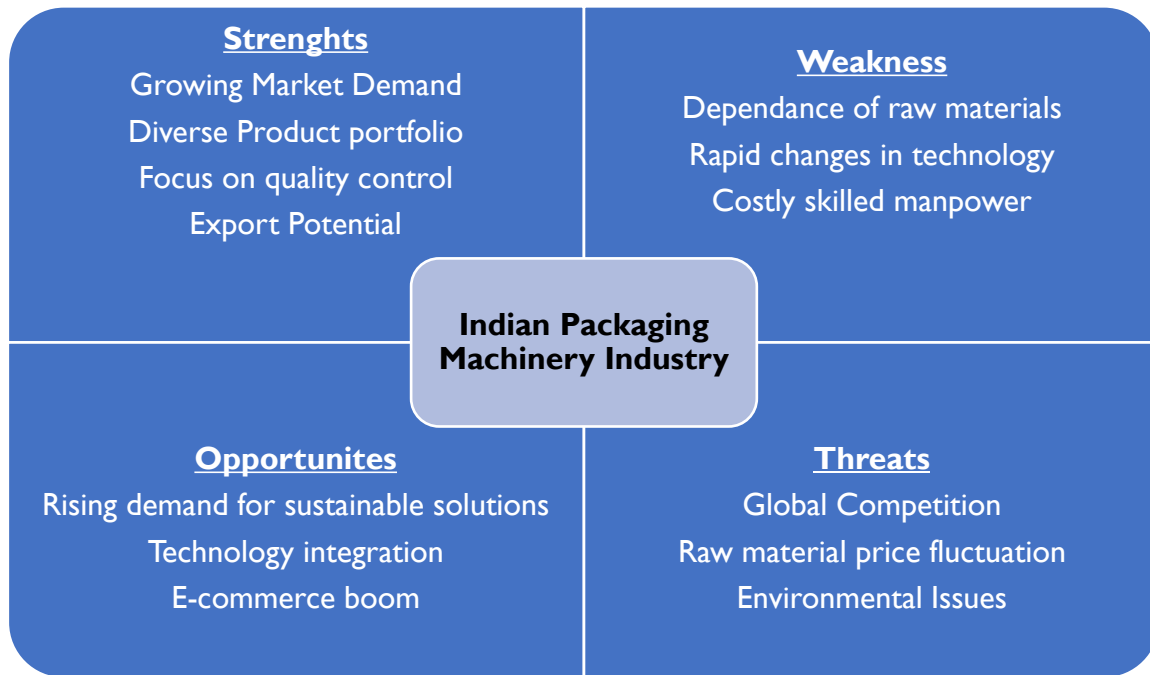 Strenghts
Growing Market Demand
Diverse Product portfolio
Focus on quality control
Export Potential
Weakness
Dependance of raw materials
Rapid changes in technology
Costly skilled manpower
Indian Packaging
Machinery Industry
Opportunites
Rising demand for sustainable solutions
Technology integration
E-commerce boom
Threats
Global Competition
Raw material price fluctuation
Environmental Issues